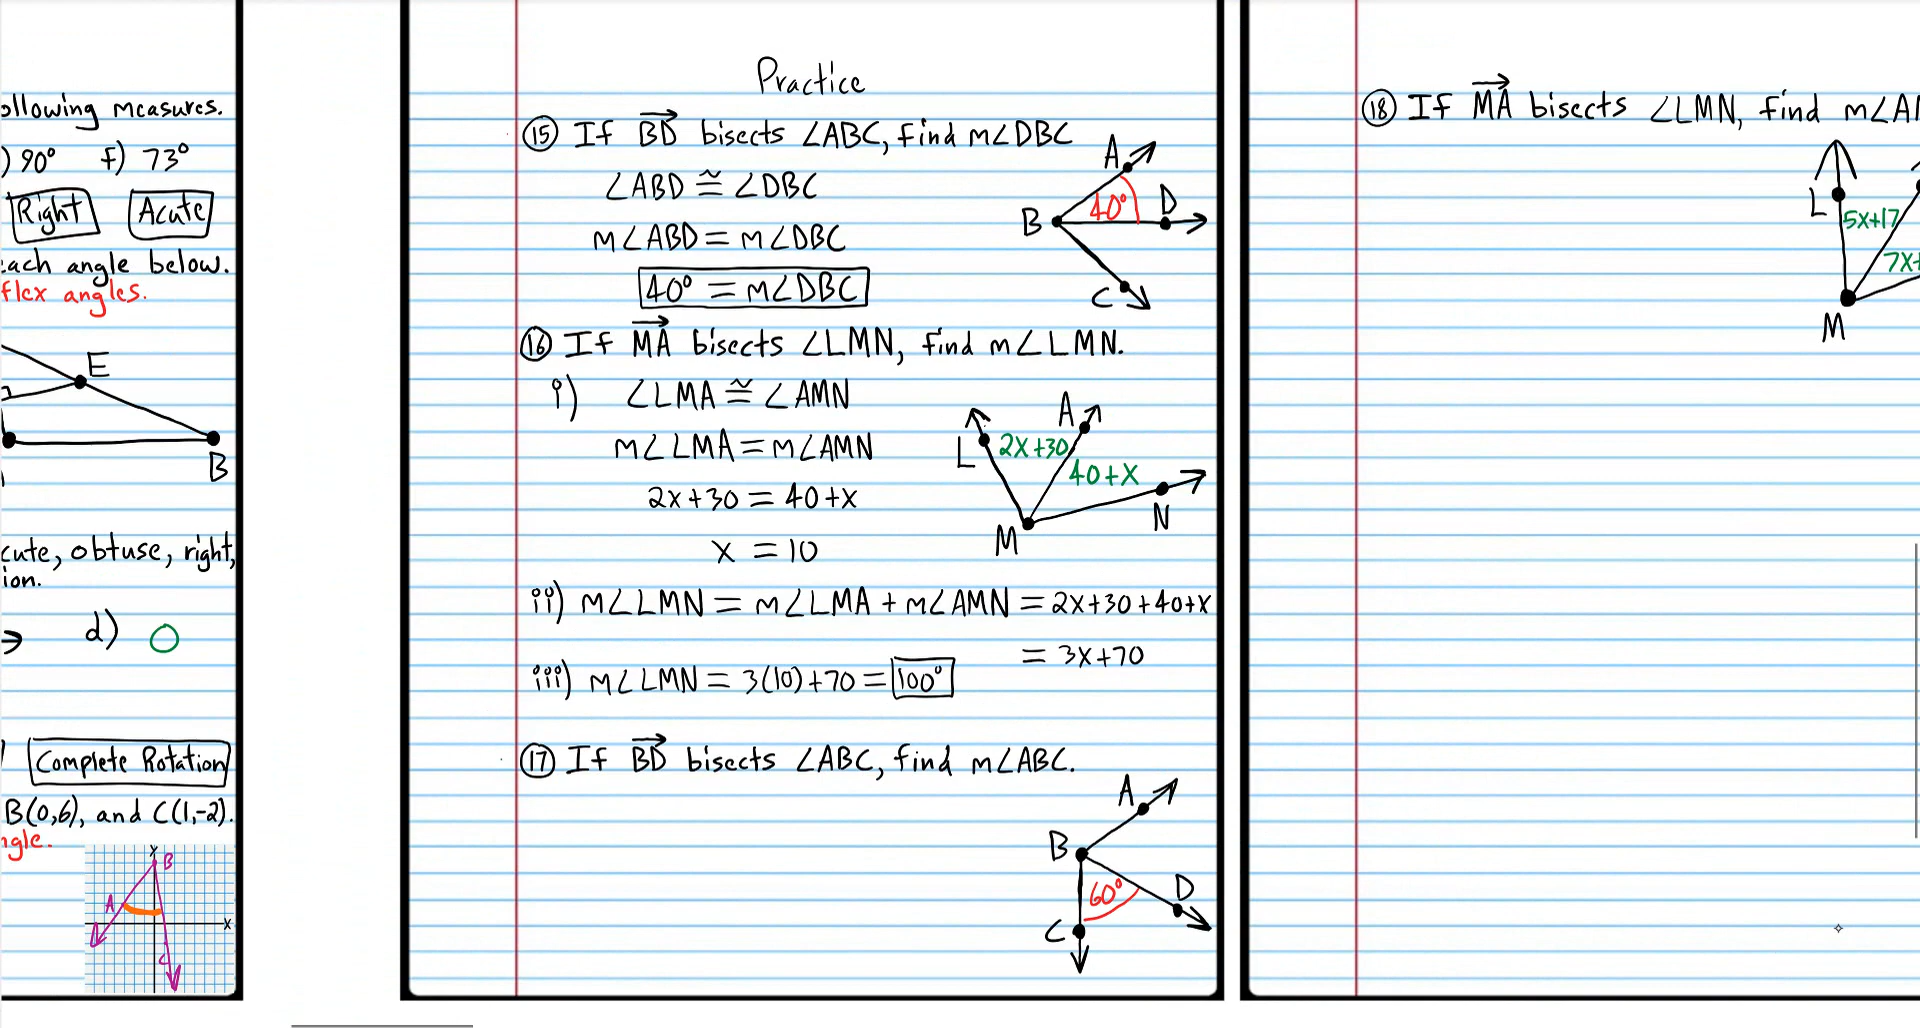 ollowing measures.
) 90° f) 73°
Right Acute
each angle below.
flex angles.
E
B
cute, obtuse, right,
ion.
d)
Complete Rotation
B(0,6), and C(1,-2).
ngle.
Y
B
A
X
C
Practice
15 If BD bisects ∠ABC, find m∠DBC
∠ABD ≅ ∠DBC
m∠ABD = m∠DBC
40° = m∠DBC
A
B 40° D
C
16 If MA bisects ∠LMN, find m∠LMN.
i) ∠LMA ≅ ∠AMN
m∠LMA = m∠AMN
2x+30 = 40+x
x = 10
A
L 2x+30
40+x
N
M
ii) m∠LMN = m∠LMA + m∠AMN = 2x+30+40+x
= 3x+70
iii) m∠LMN = 3(10)+70 = 100°
17 If BD bisects ∠ABC, find m∠ABC.
A
B
60° D
C
18 If MA bisects ∠LMN, find m∠A
L
5x+17
7x+
M